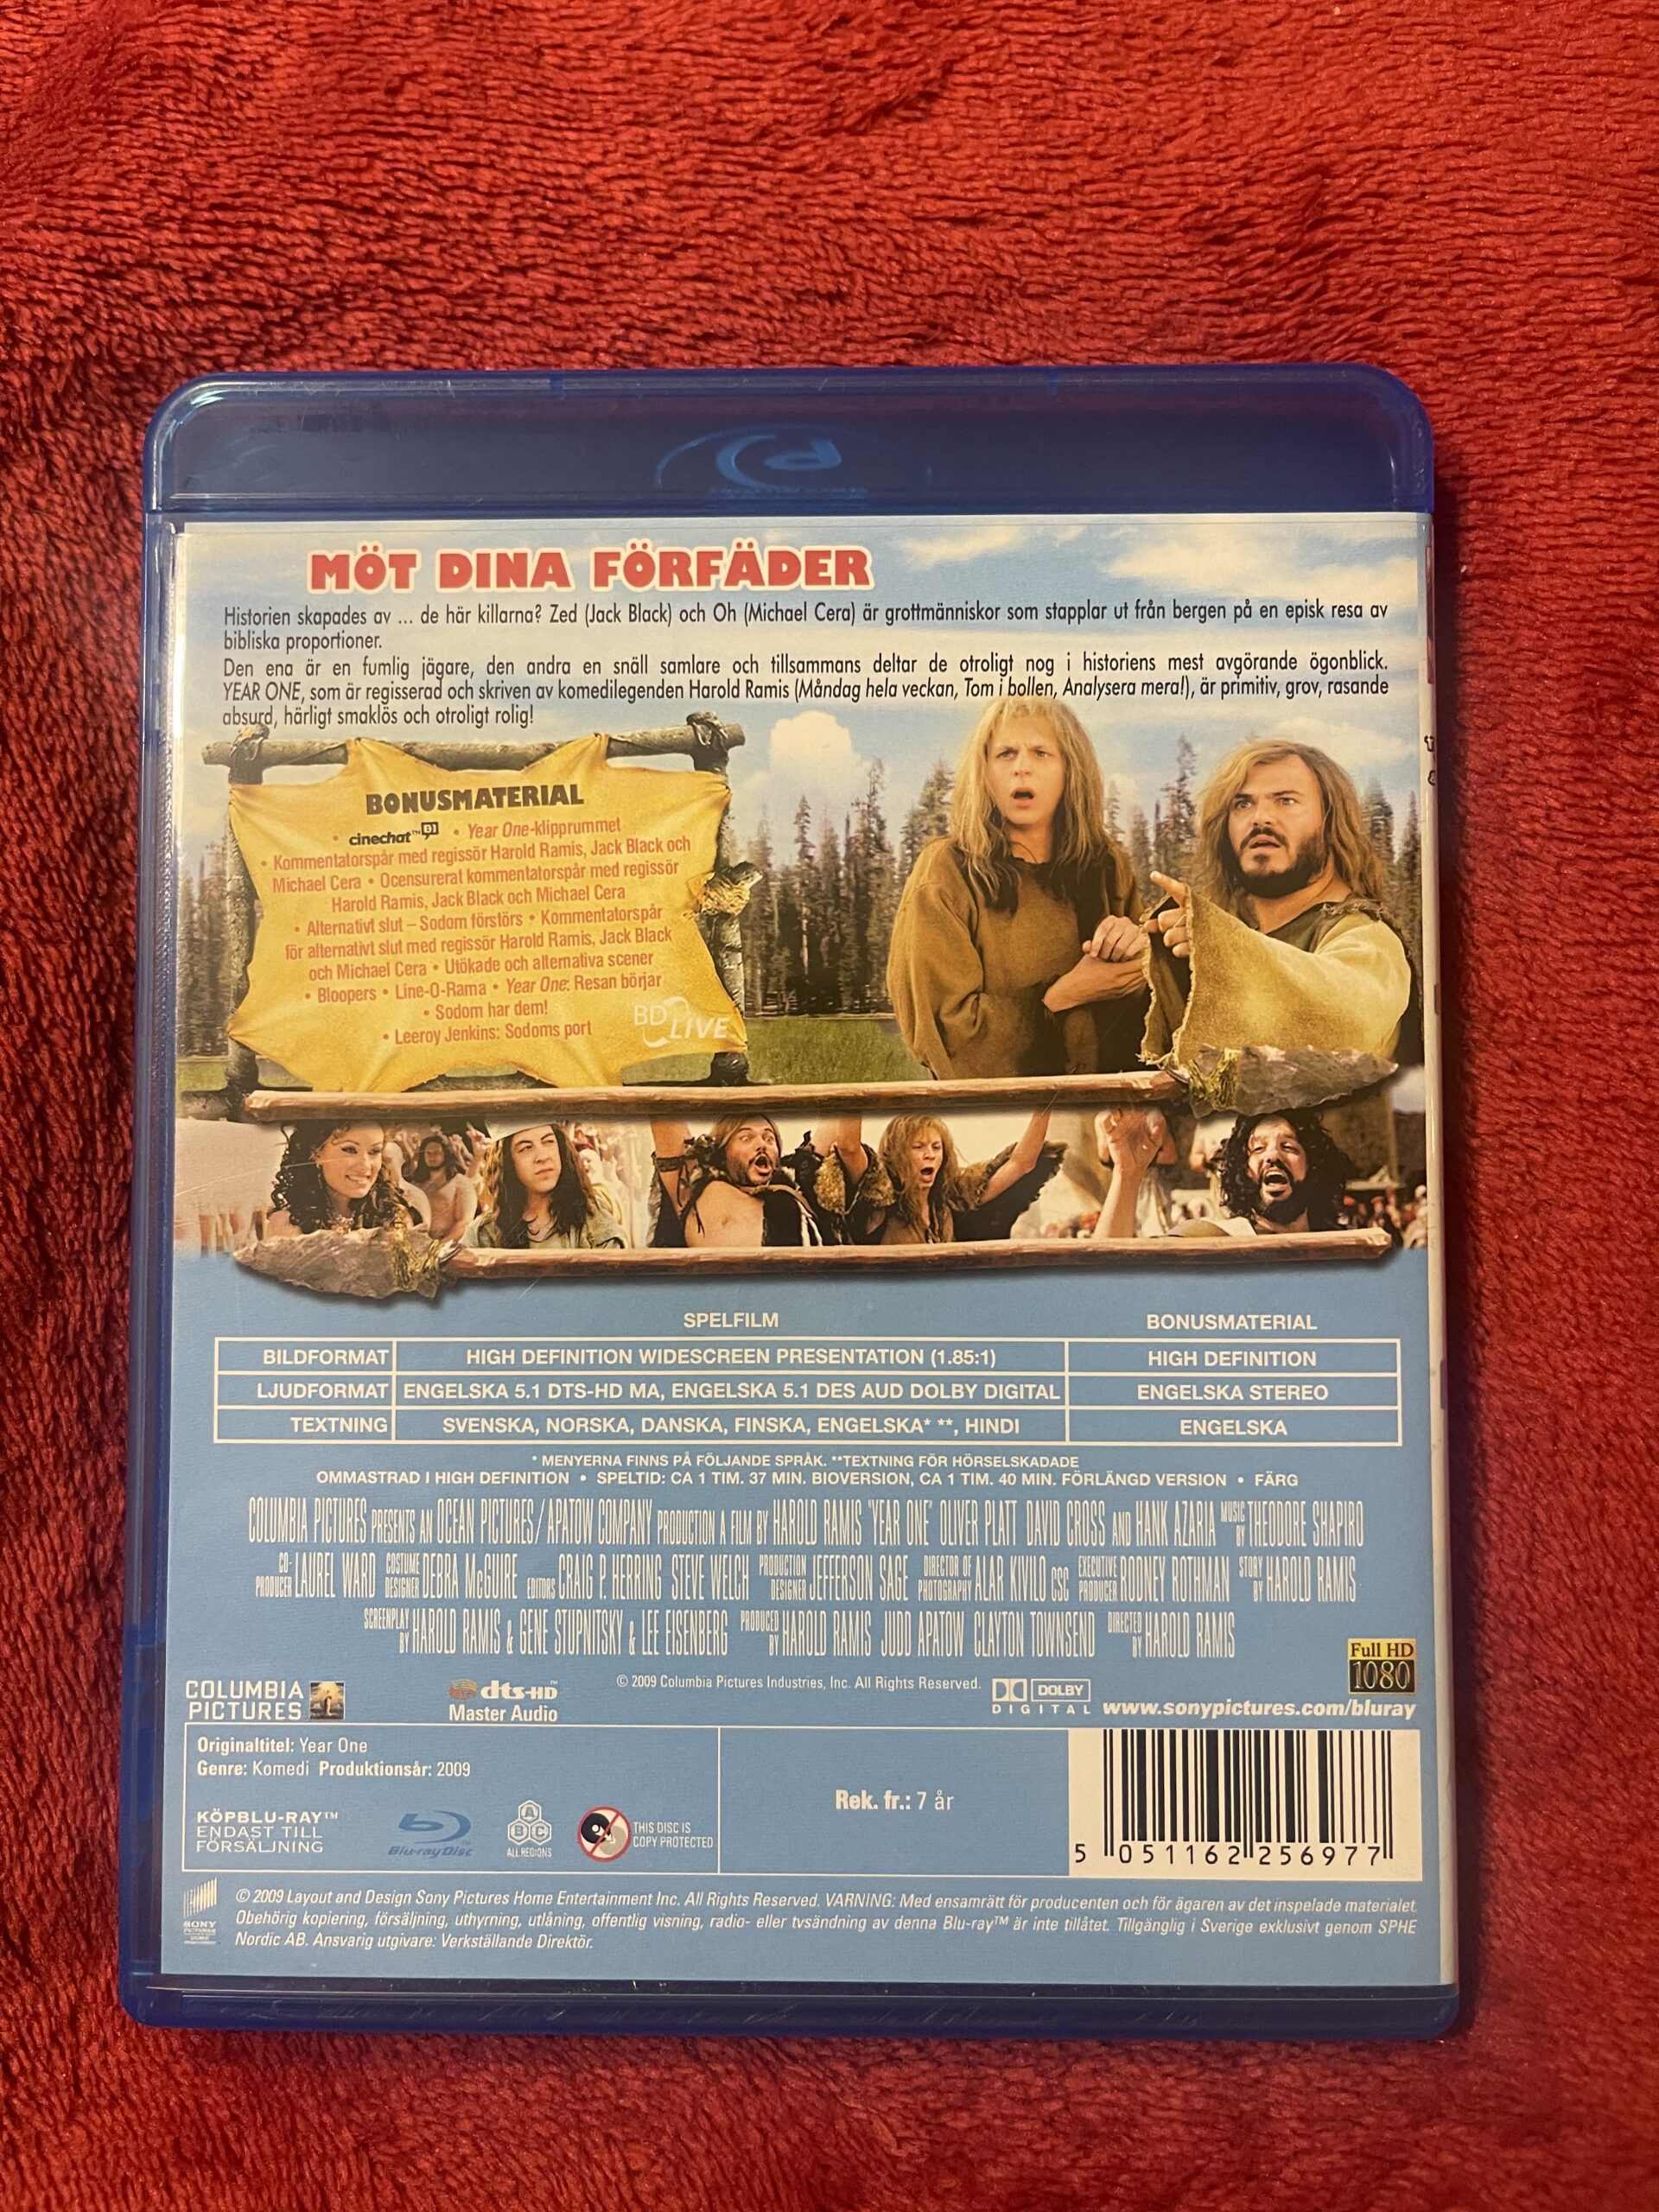 MÖT DINA FÖRFÄDER
Historien skapades av ... de här killarna? Zed (Jack Black) och Oh (Michael Cera) är grottmänniskor som stapplar ut från bergen på en episk resa av
bibliska proportioner.
Den ena är en fumlig jägare, den andra en snäll samlare och tillsammans deltar de otroligt nog i historiens mest avgörande ögonblick.
YEAR ONE, som är regisserad och skriven av komedilegenden Harold Ramis (Måndag hela veckan, Tom i bollen, Analysera mera!), är primitiv, grov, rasande
absurd, härligt smaklös och otroligt rolig!
BONUSMATERIAL
• cinechat™ • Year One-klipprummet
• Kommentatorspår med regissör Harold Ramis, Jack Black och
Michael Cera • Ocensurerat kommentatorspår med regissör
Harold Ramis, Jack Black och Michael Cera
• Alternativt slut – Sodom förstörs • Kommentatorspår
för alternativt slut med regissör Harold Ramis, Jack Black
och Michael Cera • Utökade och alternativa scener
• Bloopers • Line-O-Rama • Year One: Resan börjar
• Sodom har dem!
• Leeroy Jenkins: Sodoms port
BD LIVE
SPELFILM BONUSMATERIAL
BILDFORMAT HIGH DEFINITION WIDESCREEN PRESENTATION (1.85:1) HIGH DEFINITION
LJUDFORMAT ENGELSKA 5.1 DTS-HD MA, ENGELSKA 5.1 DES AUD DOLBY DIGITAL ENGELSKA STEREO
TEXTNING SVENSKA, NORSKA, DANSKA, FINSKA, ENGELSKA* **, HINDI ENGELSKA
* MENYERNA FINNS PÅ FÖLJANDE SPRÅK. **TEXTNING FÖR HÖRSELSKADADE
OMMASTRAD I HIGH DEFINITION • SPELTID: CA 1 TIM. 37 MIN. BIOVERSION, CA 1 TIM. 40 MIN. FÖRLÄNGD VERSION • FÄRG
COLUMBIA PICTURES PRESENTS AN OCEAN PICTURES/APATOW COMPANY PRODUCTION A FILM BY HAROLD RAMIS "YEAR ONE" OLIVER PLATT DAVID CROSS AND HANK AZARIA MUSIC BY THEODORE SHAPIRO
CO-PRODUCER LAUREL WARD COSTUME DESIGNER DEBRA McGUIRE EDITORS CRAIG P. HERRING STEVE WELCH PRODUCTION DESIGNER JEFFERSON SAGE DIRECTOR OF PHOTOGRAPHY ALAR KIVILO CSC EXECUTIVE PRODUCER RODNEY ROTHMAN STORY BY HAROLD RAMIS
SCREENPLAY BY HAROLD RAMIS & GENE STUPNITSKY & LEE EISENBERG PRODUCED BY HAROLD RAMIS JUDD APATOW CLAYTON TOWNSEND DIRECTED BY HAROLD RAMIS
Full HD
1080
COLUMBIA
PICTURES
dts-HD
Master Audio
© 2009 Columbia Pictures Industries, Inc. All Rights Reserved.
DOLBY
DIGITAL
www.sonypictures.com/bluray
Originaltitel: Year One
Genre: Komedi Produktionsår: 2009
KÖPBLU-RAY™
ENDAST TILL
FÖRSÄLJNING
Blu-ray Disc
A
B C
ALL REGIONS
THIS DISC IS
COPY PROTECTED
Rek. fr.: 7 år
5 051162 256977
SONY
PICTURES
© 2009 Layout and Design Sony Pictures Home Entertainment Inc. All Rights Reserved. VARNING: Med ensamrätt för producenten och för ägaren av det inspelade materialet.
Obehörig kopiering, försäljning, uthyrning, utlåning, offentlig visning, radio- eller tvsändning av denna Blu-ray™ är inte tillåtet. Tillgänglig i Sverige exklusivt genom SPHE
Nordic AB. Ansvarig utgivare: Verkställande Direktör.